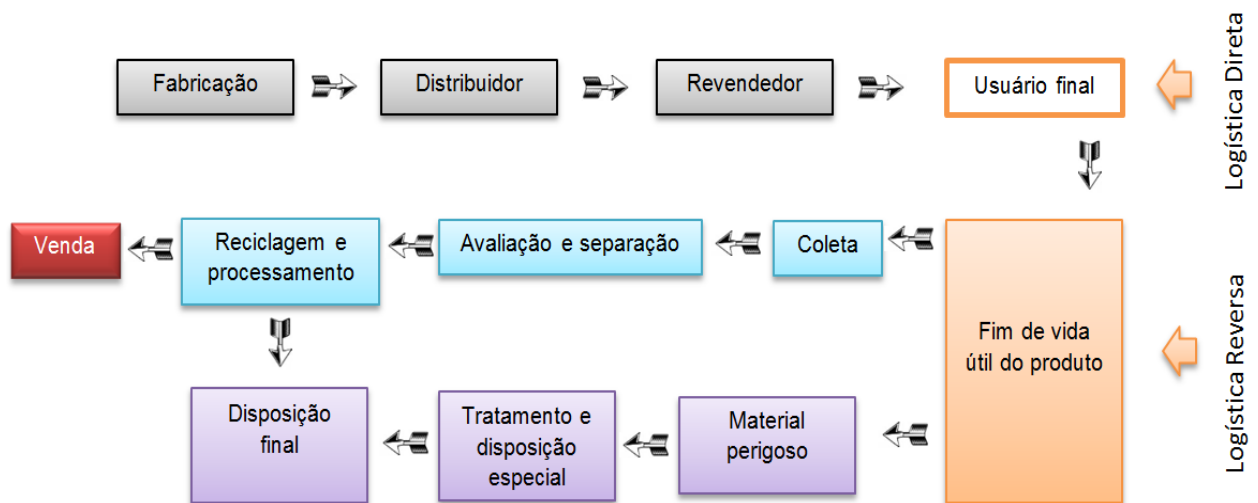 Fabricação
Distribuidor
Revendedor
Usuário final
Logística Direta
Venda
Reciclagem e
processamento
Avaliação e separação
Coleta
Fim de vida
útil do produto
Logística Reversa
Disposição
final
Tratamento e
disposição
especial
Material
perigoso